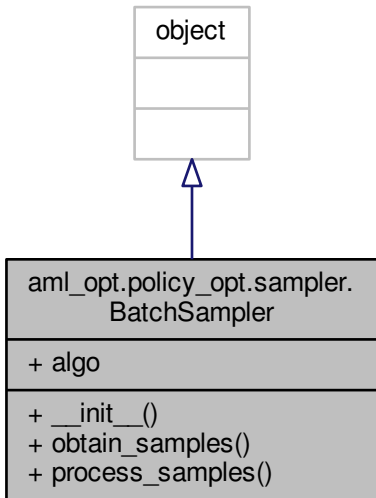 object
aml_opt.policy_opt.sampler.
BatchSampler
+ algo
+ __init__()
+ obtain_samples()
+ process_samples()